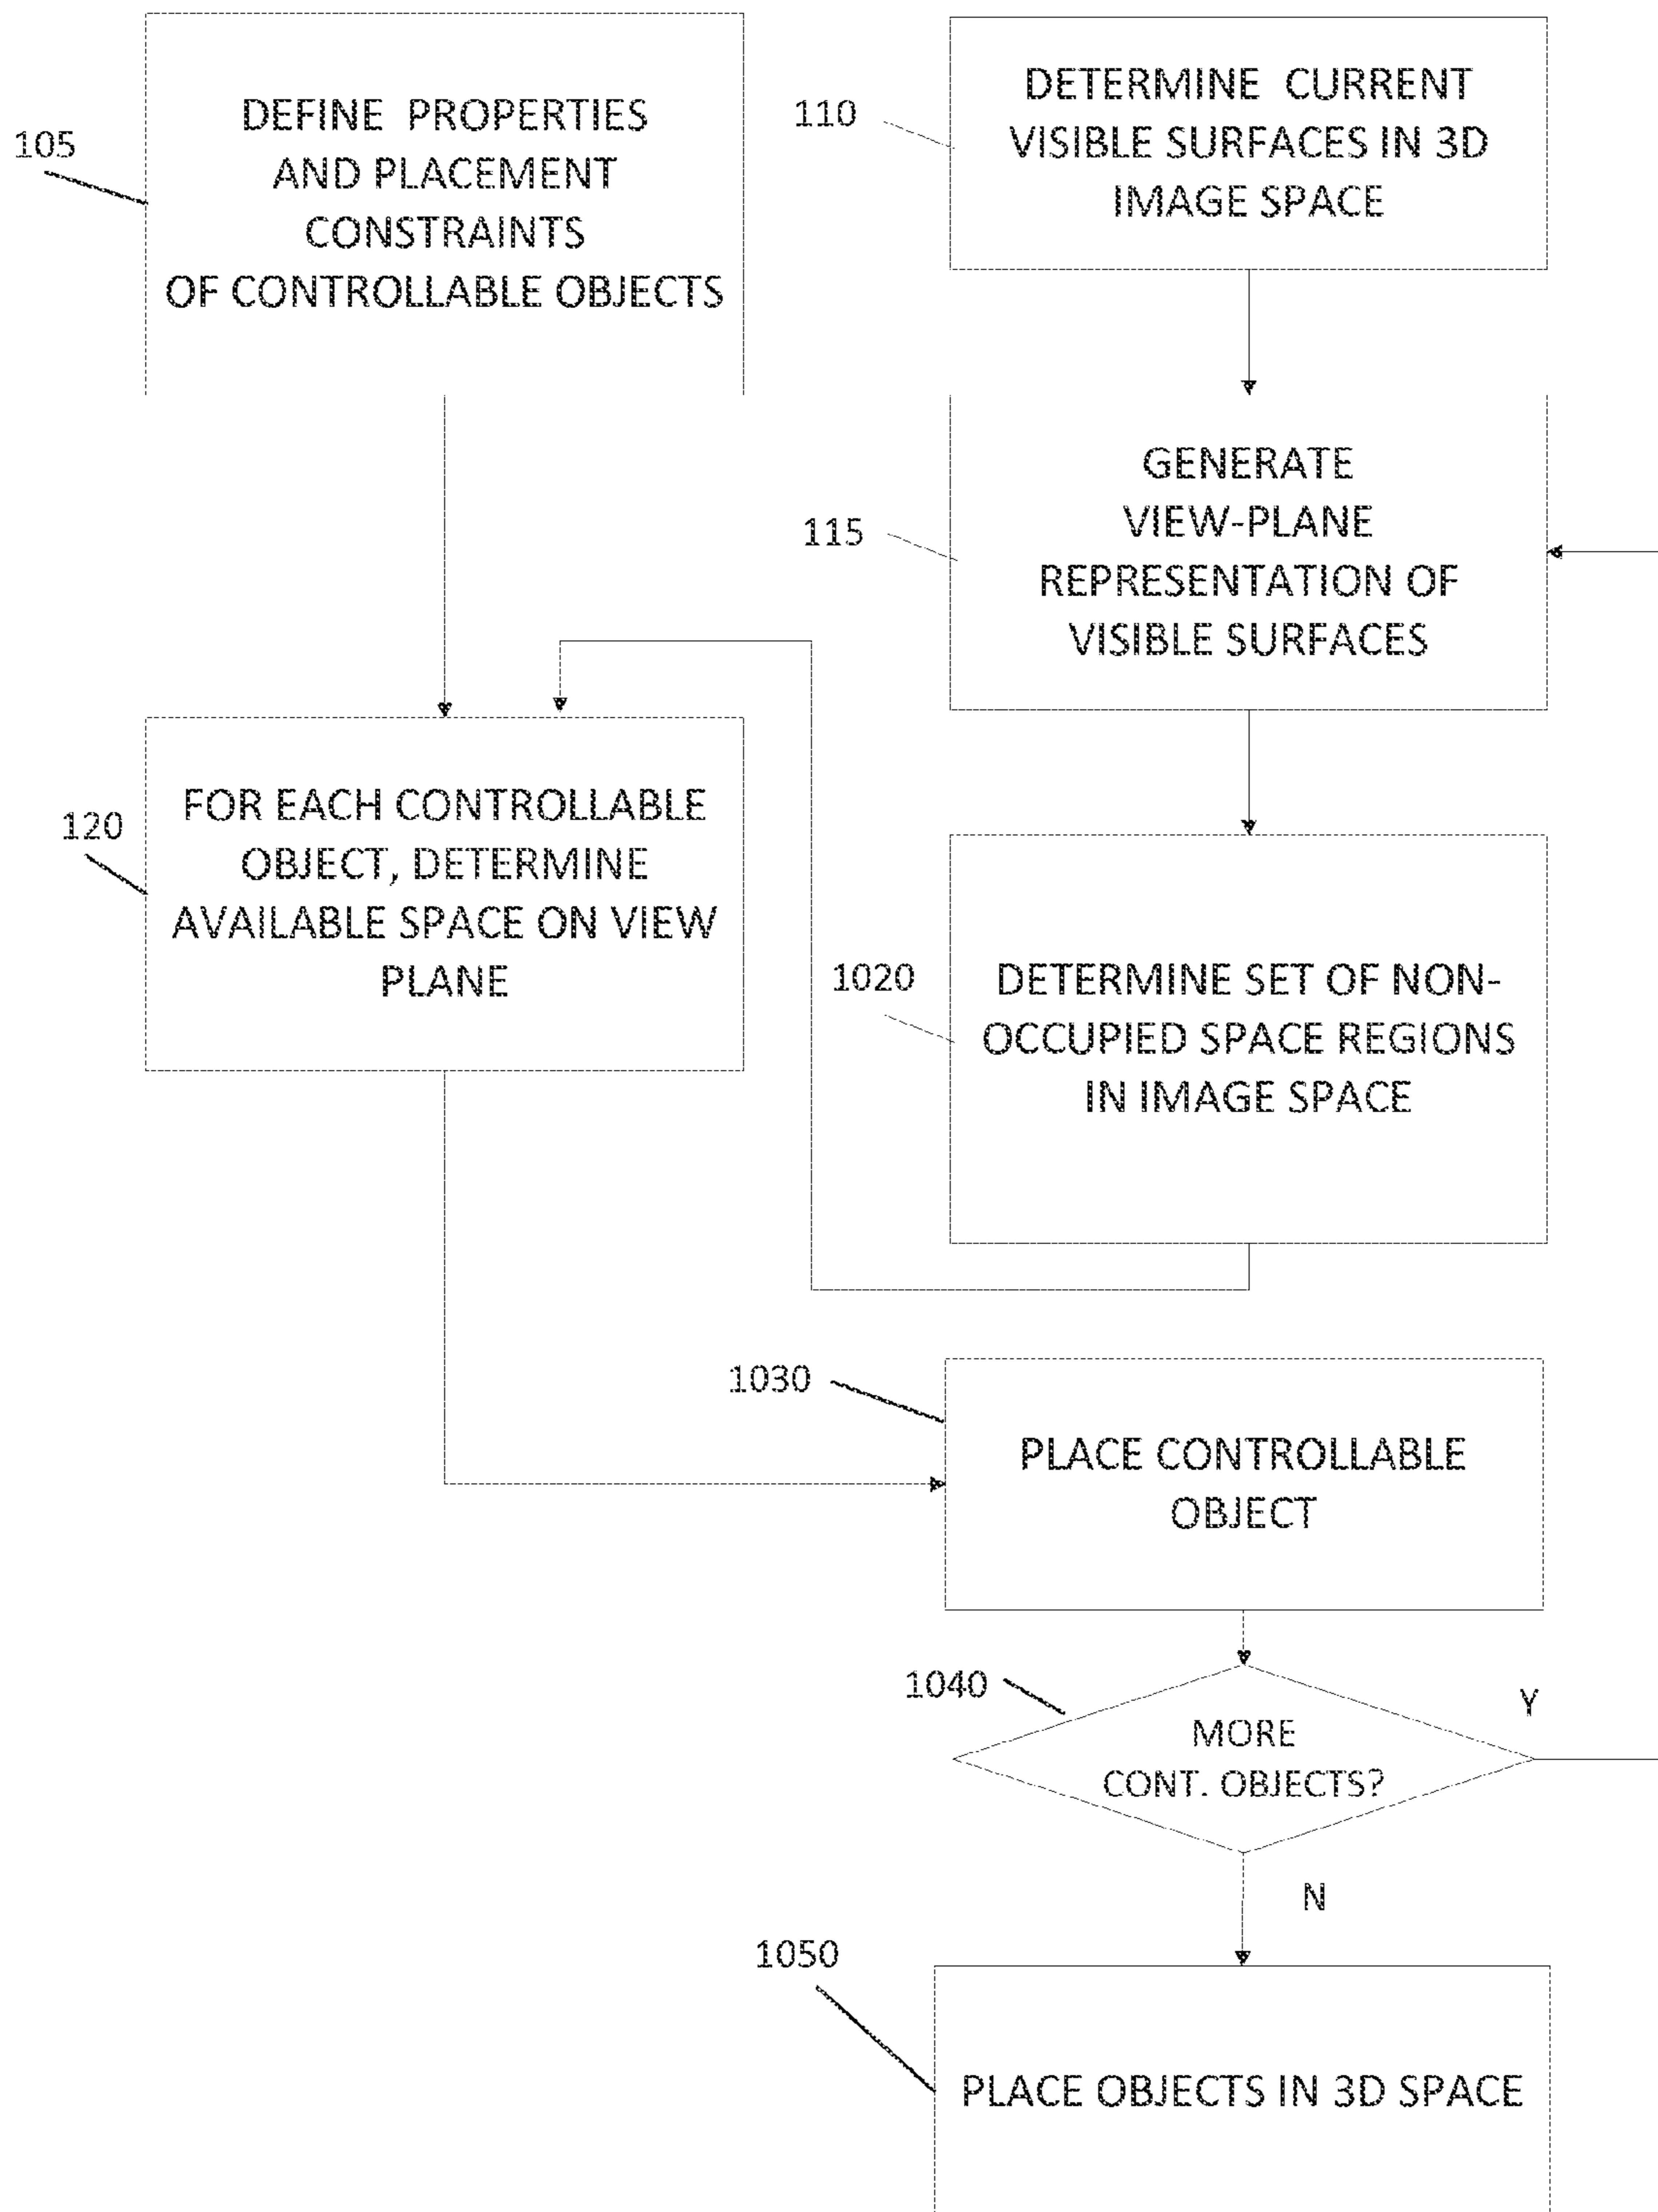 105
DEFINE PROPERTIES
AND PLACEMENT
CONSTRAINTS
OF CONTROLLABLE OBJECTS
110
DETERMINE CURRENT
VISIBLE SURFACES IN 3D
IMAGE SPACE
115
GENERATE
VIEW-PLANE
REPRESENTATION OF
VISIBLE SURFACES
120
FOR EACH CONTROLLABLE
OBJECT, DETERMINE
AVAILABLE SPACE ON VIEW
PLANE
1020
DETERMINE SET OF NON-
OCCUPIED SPACE REGIONS
IN IMAGE SPACE
1030
PLACE CONTROLLABLE
OBJECT
1040
MORE
CONT. OBJECTS?
Y
N
1050
PLACE OBJECTS IN 3D SPACE